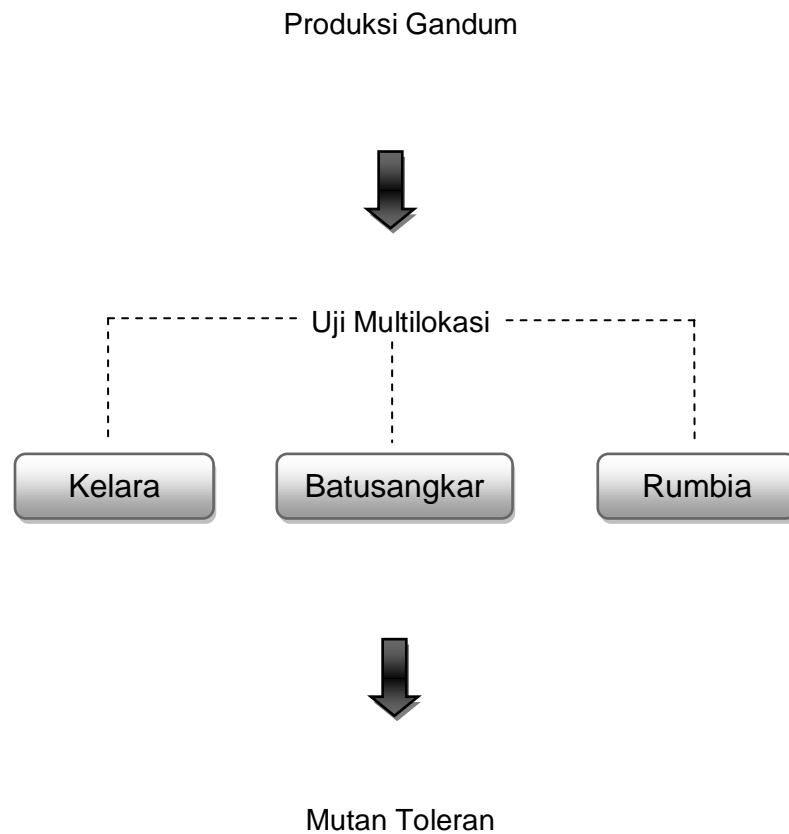 Produksi Gandum
Uji Multilokasi
Kelara
Batusangkar
Rumbia
Mutan Toleran